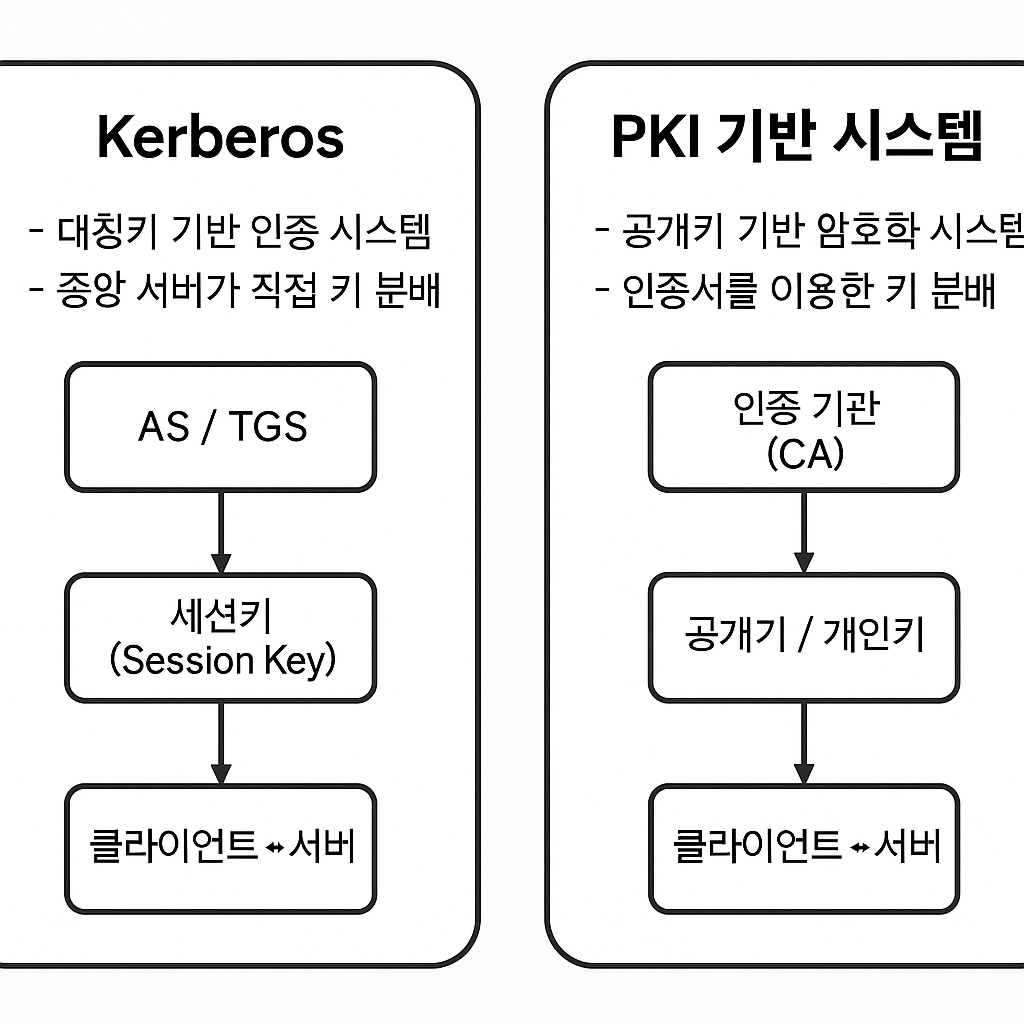 Kerberos
- 대칭키 기반 인종 시스템
- 종앙 서버가 직접 키 분배
AS / TGS
세션키
(Session Key)
클라이언트 ↔ 서버
PKI 기반 시스템
- 공개키 기반 암호학 시스템
- 인종서를 이용한 키 분배
인종 기관
(CA)
공개기 / 개인키
클라이언트 ↔ 서버